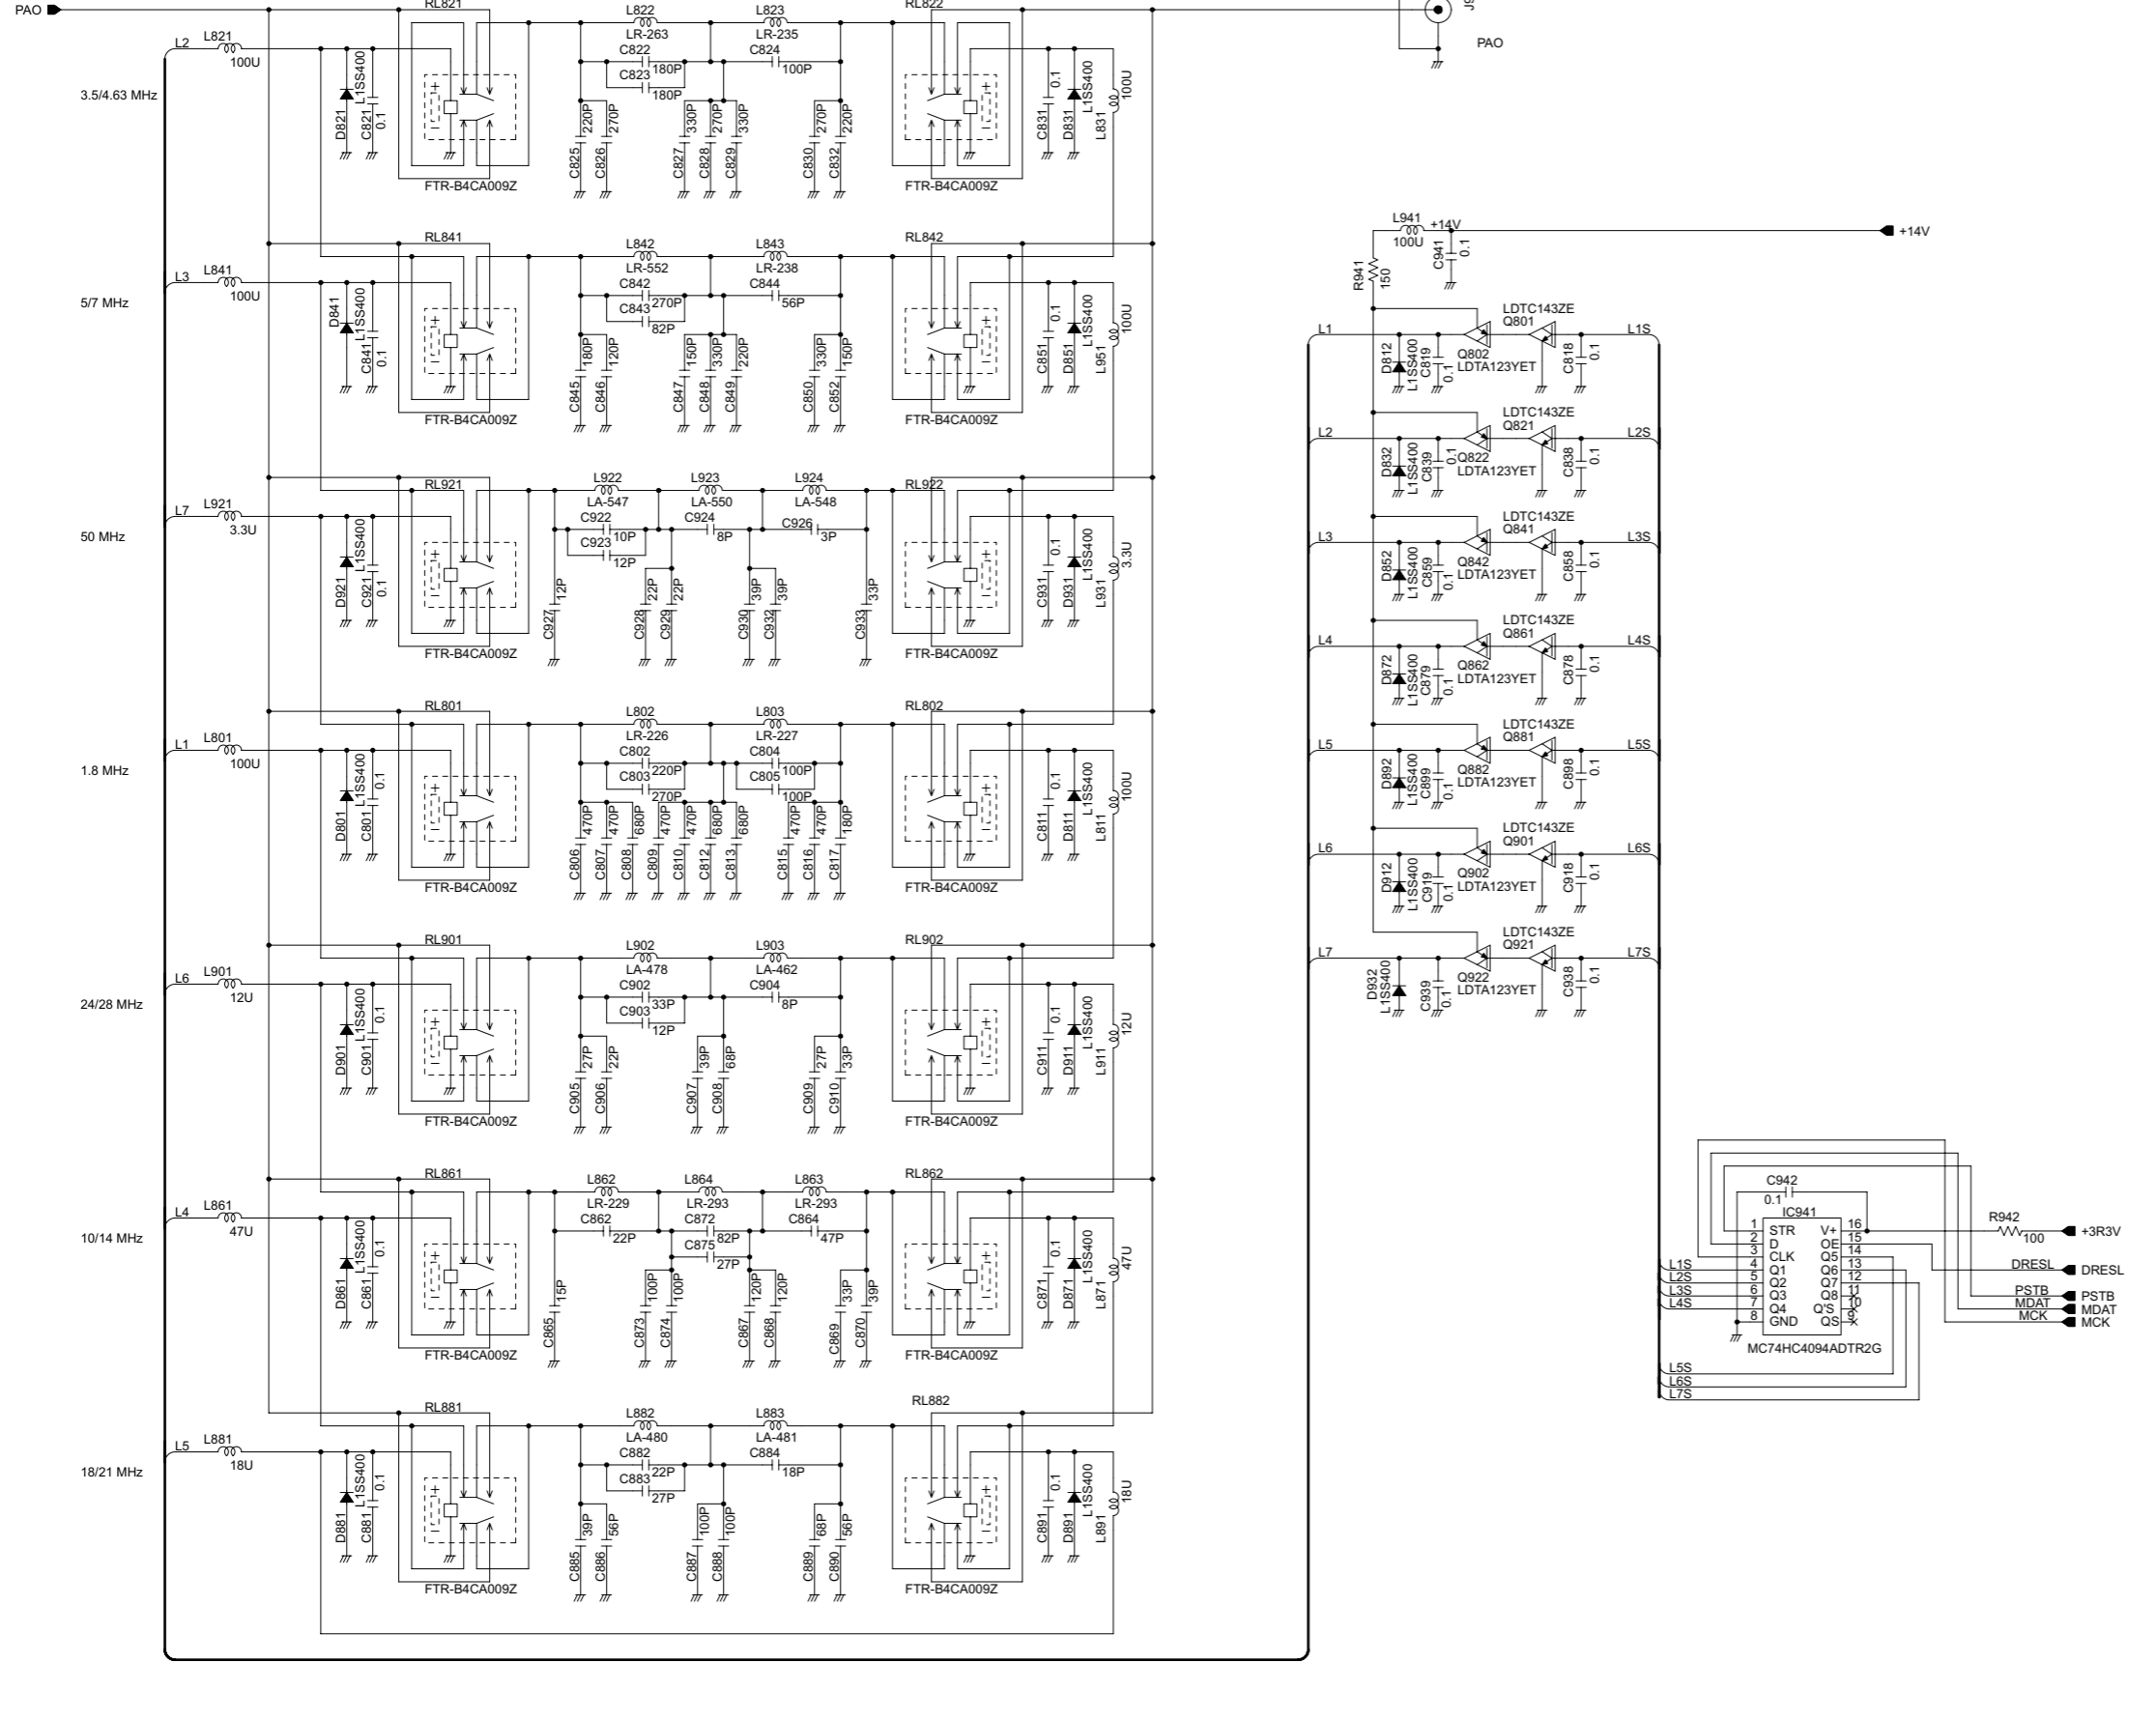 PAO
RL821
L822
LR-263
L823
LR-235
RL822
PAO
L2
L821
100U
C822
180P
C823
180P
C824
100P
3.5/4.63 MHz
D821
L1SS400
C821
0.1
220P
270P
330P
270P
330P
270P
220P
C825
C826
C827
C828
C829
C830
C832
C831
0.1
D831
L1SS400
L831
100U
FTR-B4CA009Z
FTR-B4CA009Z
RL841
L842
LR-552
L843
LR-238
RL842
L3
L841
100U
C842
270P
C843
82P
C844
56P
5/7 MHz
D841
L1SS400
C841
0.1
180P
120P
150P
330P
220P
330P
150P
C845
C846
C847
C848
C849
C850
C852
C851
0.1
D851
L1SS400
L951
100U
FTR-B4CA009Z
FTR-B4CA009Z
RL921
L922
LA-547
L923
LA-550
L924
LA-548
RL922
L7
L921
3.3U
C922
10P
C923
12P
C924
8P
C926
3P
50 MHz
D921
L1SS400
C921
0.1
12P
22P
22P
39P
39P
33P
C927
C928
C929
C930
C932
C933
C931
0.1
D931
L1SS400
L931
3.3U
FTR-B4CA009Z
FTR-B4CA009Z
RL801
L802
LR-226
L803
LR-227
RL802
L1
L801
100U
C802
220P
C803
270P
C804
100P
C805
100P
1.8 MHz
D801
L1SS400
C801
0.1
470P
470P
680P
470P
470P
680P
680P
470P
470P
180P
C806
C807
C808
C809
C810
C812
C813
C815
C816
C817
C811
0.1
D811
L1SS400
L811
100U
FTR-B4CA009Z
FTR-B4CA009Z
RL901
L902
LA-478
L903
LA-462
RL902
L6
L901
12U
C902
33P
C903
12P
C904
8P
24/28 MHz
D901
L1SS400
C901
0.1
27P
22P
39P
68P
27P
33P
C905
C906
C907
C908
C909
C910
C911
0.1
D911
L1SS400
L911
12U
FTR-B4CA009Z
FTR-B4CA009Z
RL861
L862
LR-229
L864
LR-293
L863
LR-293
RL862
L4
L861
47U
C862
22P
C872
82P
C875
27P
C864
47P
10/14 MHz
D861
L1SS400
C861
0.1
15P
100P
100P
120P
120P
33P
39P
C865
C873
C874
C867
C868
C869
C870
C871
0.1
D871
L1SS400
L871
47U
FTR-B4CA009Z
FTR-B4CA009Z
RL881
L882
LA-480
L883
LA-481
RL882
L5
L881
18U
C882
22P
C883
27P
C884
18P
18/21 MHz
D881
L1SS400
C881
0.1
39P
56P
100P
100P
68P
56P
C885
C886
C887
C888
C889
C890
C891
0.1
D891
L1SS400
L891
18U
FTR-B4CA009Z
FTR-B4CA009Z
L941
100U
+14V
+14V
C941
0.1
R941
150
L1
D812
L1SS400
C819
0.1
Q802
LDTA123YET
LDTC143ZE
Q801
C818
0.1
L1S
L2
D832
L1SS400
C839
0.1
Q822
LDTA123YET
LDTC143ZE
Q821
C838
0.1
L2S
L3
D852
L1SS400
C859
0.1
Q842
LDTA123YET
LDTC143ZE
Q841
C858
0.1
L3S
L4
D872
L1SS400
C879
0.1
Q862
LDTA123YET
LDTC143ZE
Q861
C878
0.1
L4S
L5
D892
L1SS400
C899
0.1
Q882
LDTA123YET
LDTC143ZE
Q881
C898
0.1
L5S
L6
D912
L1SS400
C919
0.1
Q902
LDTA123YET
LDTC143ZE
Q901
C918
0.1
L6S
L7
D932
L1SS400
C939
0.1
Q922
LDTA123YET
LDTC143ZE
Q921
C938
0.1
L7S
C942
0.1
IC941
1 STR V+ 16
2 D OE 15
3 CLK Q5 14
4 Q1 Q6 13
5 Q2 Q7 12
6 Q3 Q8 11
7 Q4 Q'S 10
8 GND QS 9
MC74HC4094ADTR2G
L1S
L2S
L3S
L4S
L5S
L6S
L7S
R942
100
+3R3V
DRESL
DRESL
PSTB
PSTB
MDAT
MDAT
MCK
MCK